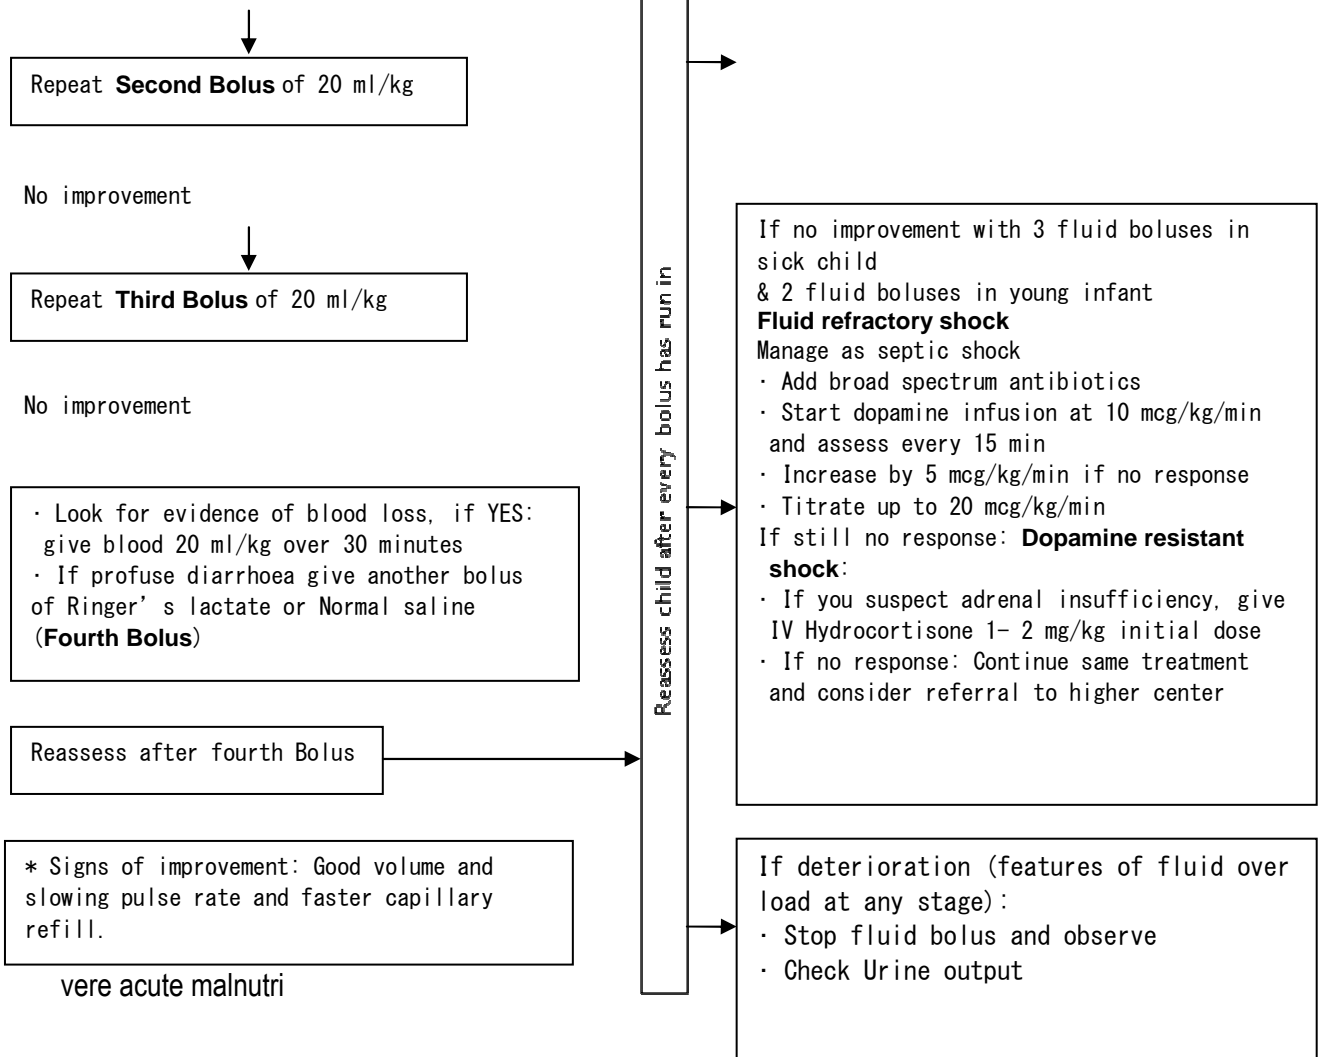 Repeat Second Bolus of 20 ml/kg
No improvement
Repeat Third Bolus of 20 ml/kg
No improvement
· Look for evidence of blood loss, if YES:
give blood 20 ml/kg over 30 minutes
· If profuse diarrhoea give another bolus
of Ringer’s lactate or Normal saline
(Fourth Bolus)
Reassess after fourth Bolus
* Signs of improvement: Good volume and
slowing pulse rate and faster capillary
refill.
vere acute malnutri
Reassess child after every bolus has run in
If no improvement with 3 fluid boluses in
sick child
& 2 fluid boluses in young infant
Fluid refractory shock
Manage as septic shock
· Add broad spectrum antibiotics
· Start dopamine infusion at 10 mcg/kg/min
and assess every 15 min
· Increase by 5 mcg/kg/min if no response
· Titrate up to 20 mcg/kg/min
If still no response: Dopamine resistant
shock:
· If you suspect adrenal insufficiency, give
IV Hydrocortisone 1- 2 mg/kg initial dose
· If no response: Continue same treatment
and consider referral to higher center
If deterioration (features of fluid over
load at any stage):
· Stop fluid bolus and observe
· Check Urine output